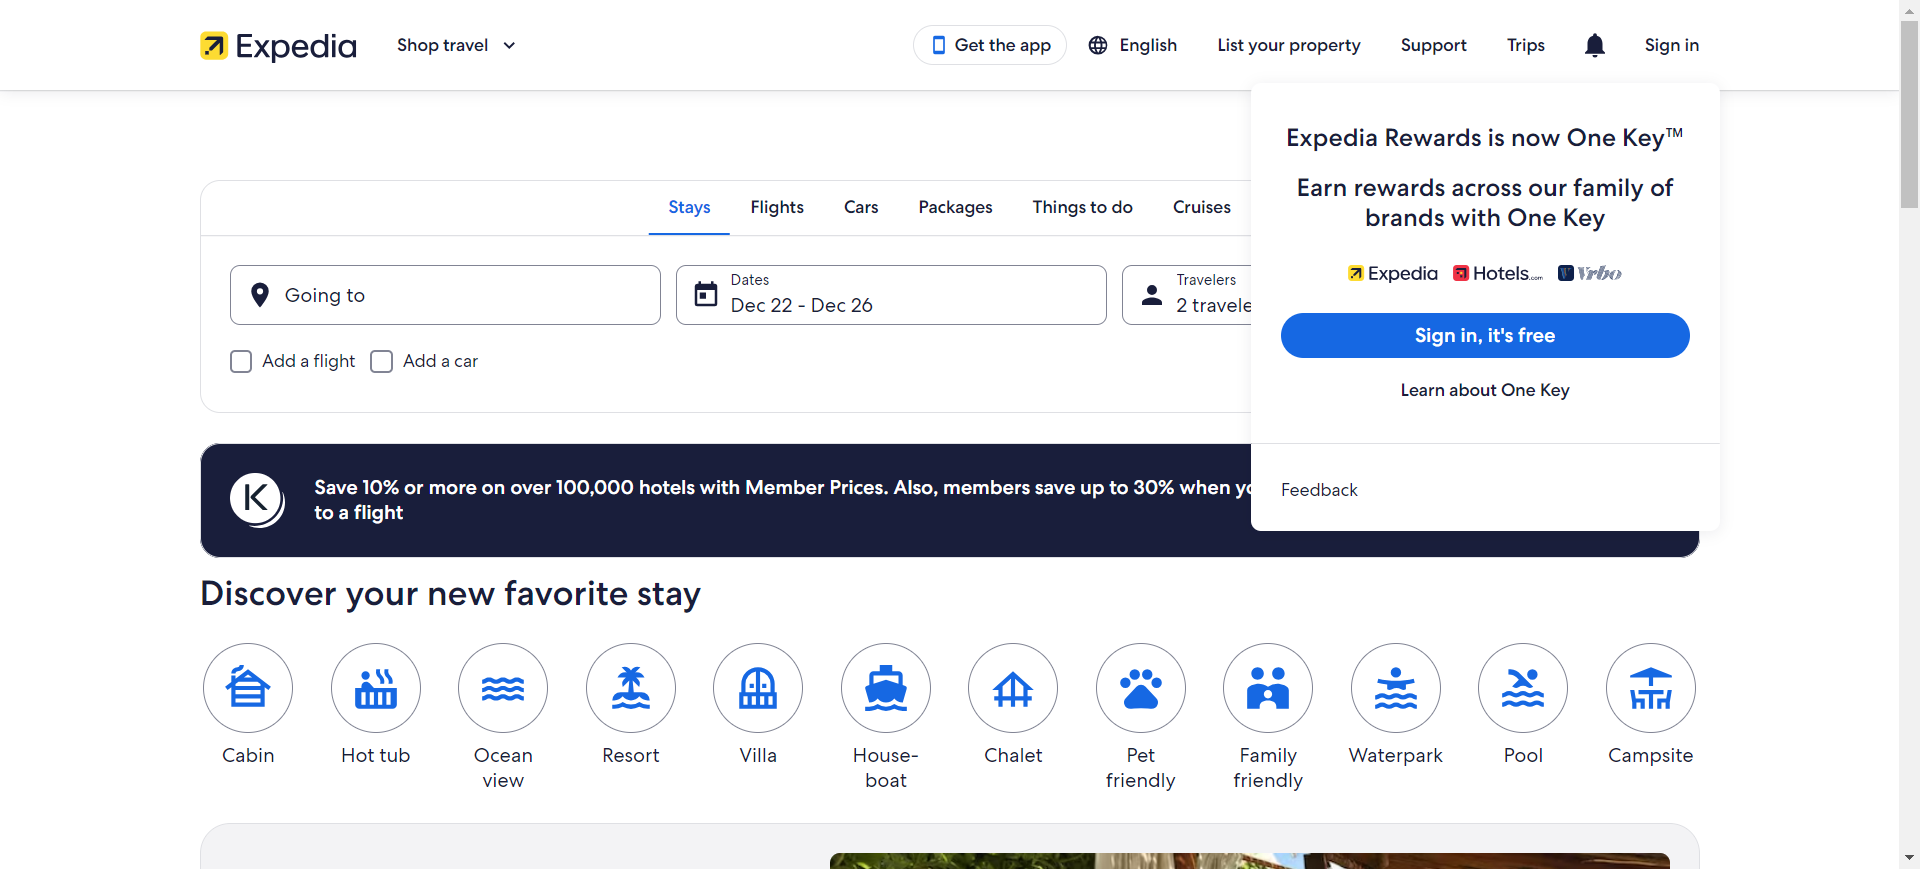 Expedia
Shop travel
Get the app
English
List your property
Support
Trips
Sign in
Expedia Rewards is now One Key™
Earn rewards across our family of
brands with One Key
Expedia Hotels.com Vrbo
Sign in, it's free
Learn about One Key
Feedback
Stays
Flights
Cars
Packages
Things to do
Cruises
Going to
Dates
Dec 22 - Dec 26
Travelers
2
Add a flight
Add a car
K
Save 10% or more on over 100,000 hotels with Member Prices. Also, members save up to 30% when
to a flight
Discover your new favorite stay
Cabin
Hot tub
Ocean
view
Resort
Villa
House-
boat
Chalet
Pet
friendly
Family
friendly
Waterpark
Pool
Campsite